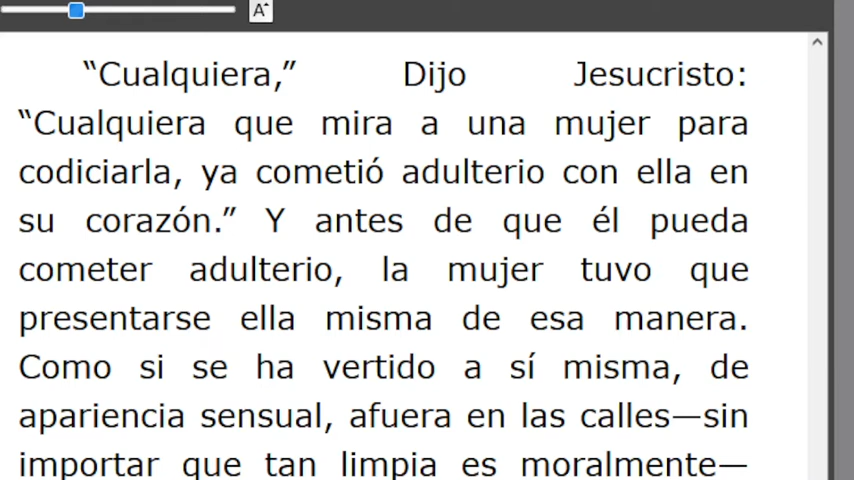 A
“Cualquiera,” Dijo Jesucristo:
“Cualquiera que mira a una mujer para
codiciarla, ya cometió adulterio con ella en
su corazón.” Y antes de que él pueda
cometer adulterio, la mujer tuvo que
presentarse ella misma de esa manera.
Como si se ha vertido a sí misma, de
apariencia sensual, afuera en las calles—sin
importar que tan limpia es moralmente—